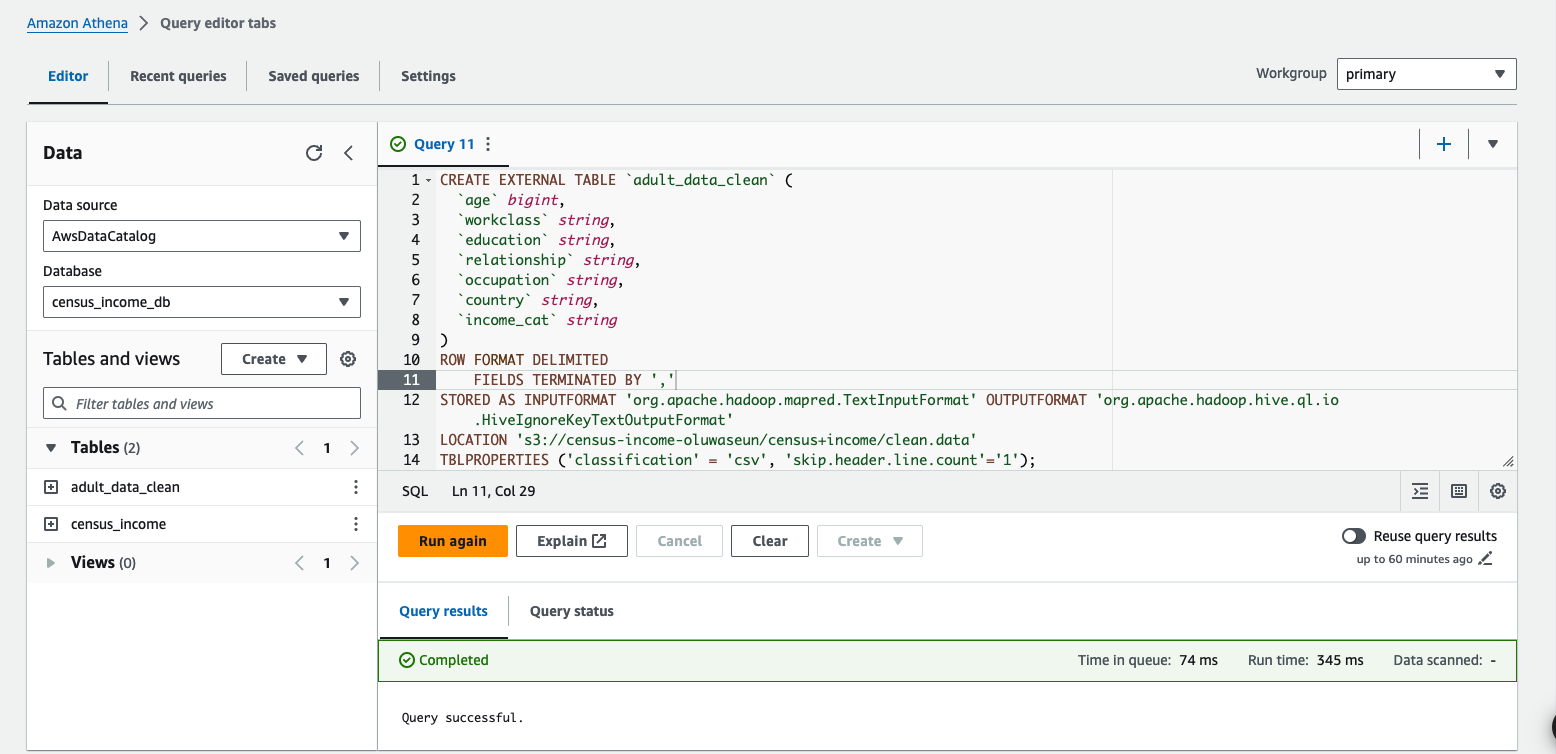 Amazon Athena > Query editor tabs
Editor Recent queries Saved queries Settings
Workgroup primary
Data
Data source
AwsDataCatalog
Database
census_income_db
Tables and views Create
Filter tables and views
Tables (2) < 1 >
adult_data_clean
census_income
Views (0) < 1 >
Query 11
1 CREATE EXTERNAL TABLE `adult_data_clean` (
2 `age` bigint,
3 `workclass` string,
4 `education` string,
5 `relationship` string,
6 `occupation` string,
7 `country` string,
8 `income_cat` string
9 )
10 ROW FORMAT DELIMITED
11 FIELDS TERMINATED BY ','
12 STORED AS INPUTFORMAT 'org.apache.hadoop.mapred.TextInputFormat' OUTPUTFORMAT 'org.apache.hadoop.hive.ql.io
.HiveIgnoreKeyTextOutputFormat'
13 LOCATION 's3://census-income-oluwaseun/census+income/clean.data'
14 TBLPROPERTIES ('classification' = 'csv', 'skip.header.line.count'='1');
SQL Ln 11, Col 29
Run again Explain Cancel Clear Create
Reuse query results
up to 60 minutes ago
Query results Query status
Completed Time in queue: 74 ms Run time: 345 ms Data scanned: -
Query successful.